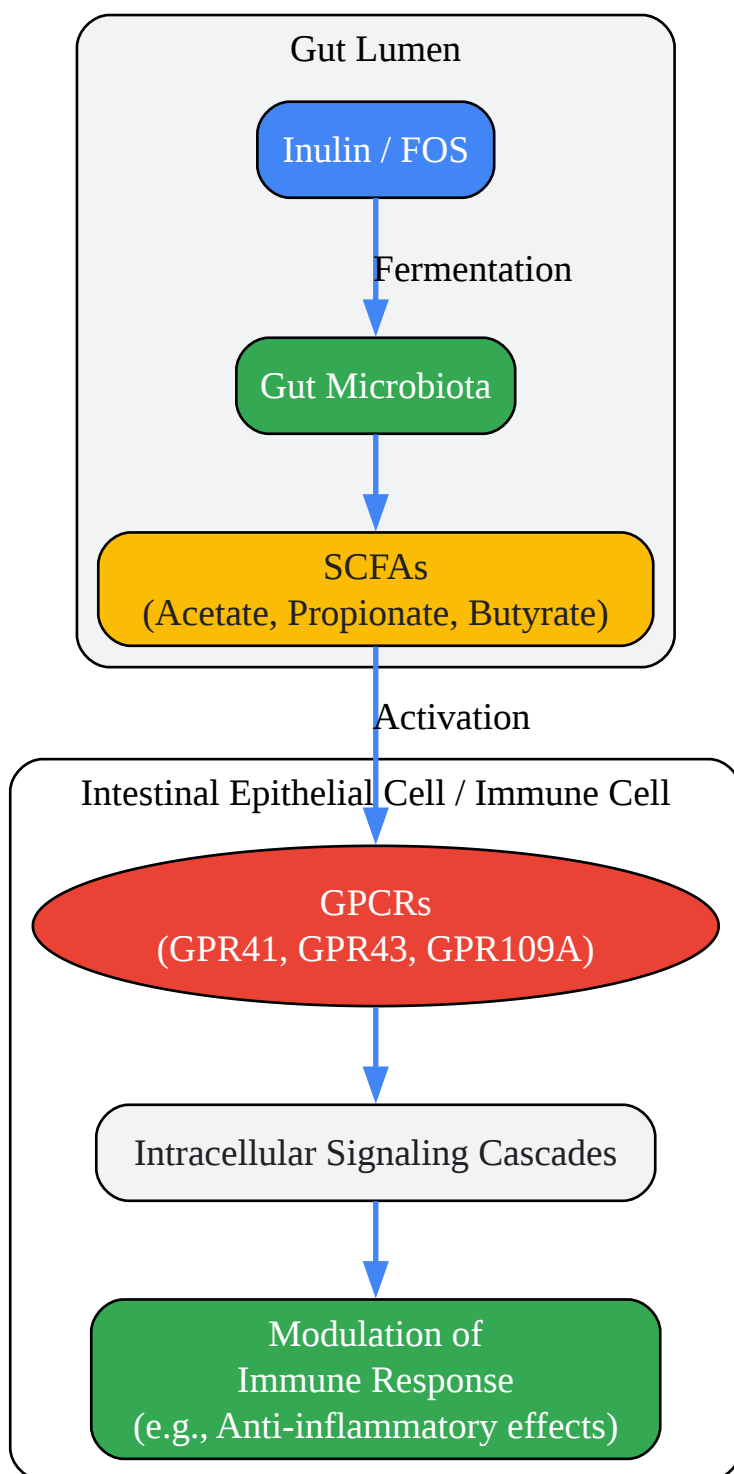 Gut Lumen
Inulin / FOS
Fermentation
Gut Microbiota
SCFAs
(Acetate, Propionate, Butyrate)
Activation
Intestinal Epithelial Cell / Immune Cell
GPCRs
(GPR41, GPR43, GPR109A)
Intracellular Signaling Cascades
Modulation of
Immune Response
(e.g., Anti-inflammatory effects)